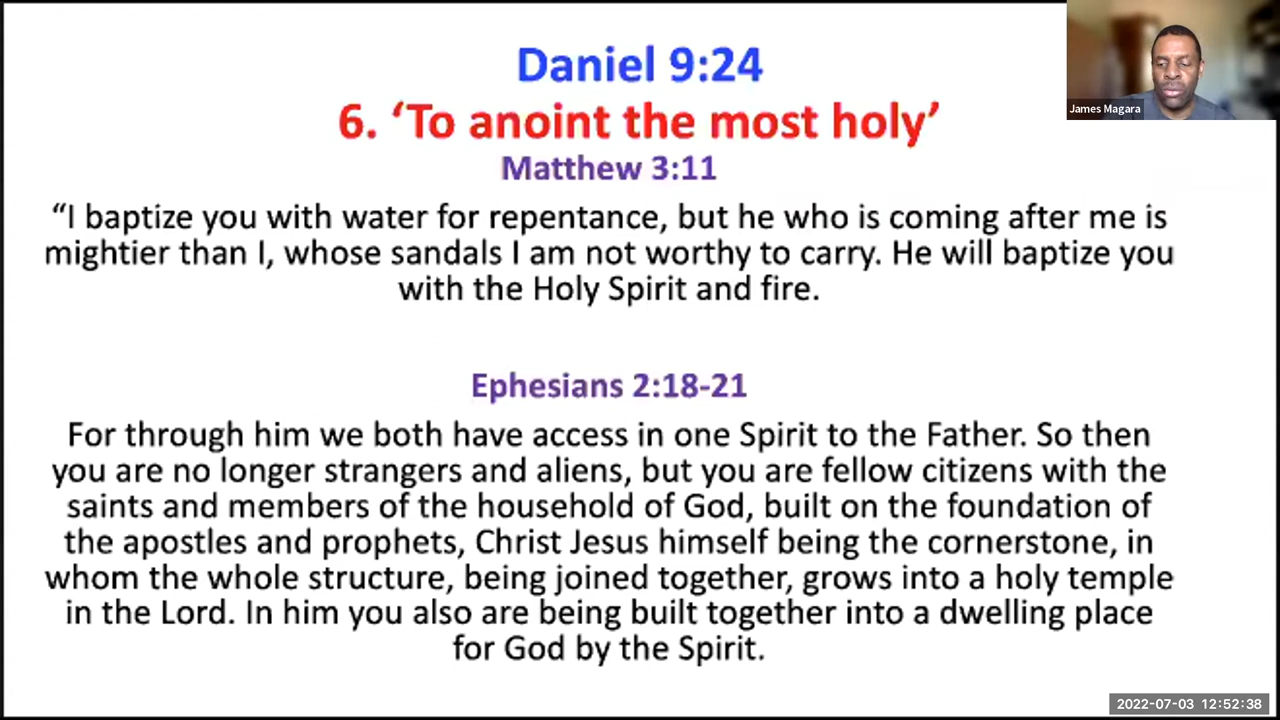 Daniel 9:24
6. ‘To anoint the most holy’
James Magara
Matthew 3:11
“I baptize you with water for repentance, but he who is coming after me is
mightier than I, whose sandals I am not worthy to carry. He will baptize you
with the Holy Spirit and fire.
Ephesians 2:18-21
For through him we both have access in one Spirit to the Father. So then
you are no longer strangers and aliens, but you are fellow citizens with the
saints and members of the household of God, built on the foundation of
the apostles and prophets, Christ Jesus himself being the cornerstone, in
whom the whole structure, being joined together, grows into a holy temple
in the Lord. In him you also are being built together into a dwelling place
for God by the Spirit.
2022-07-03 12:52:38